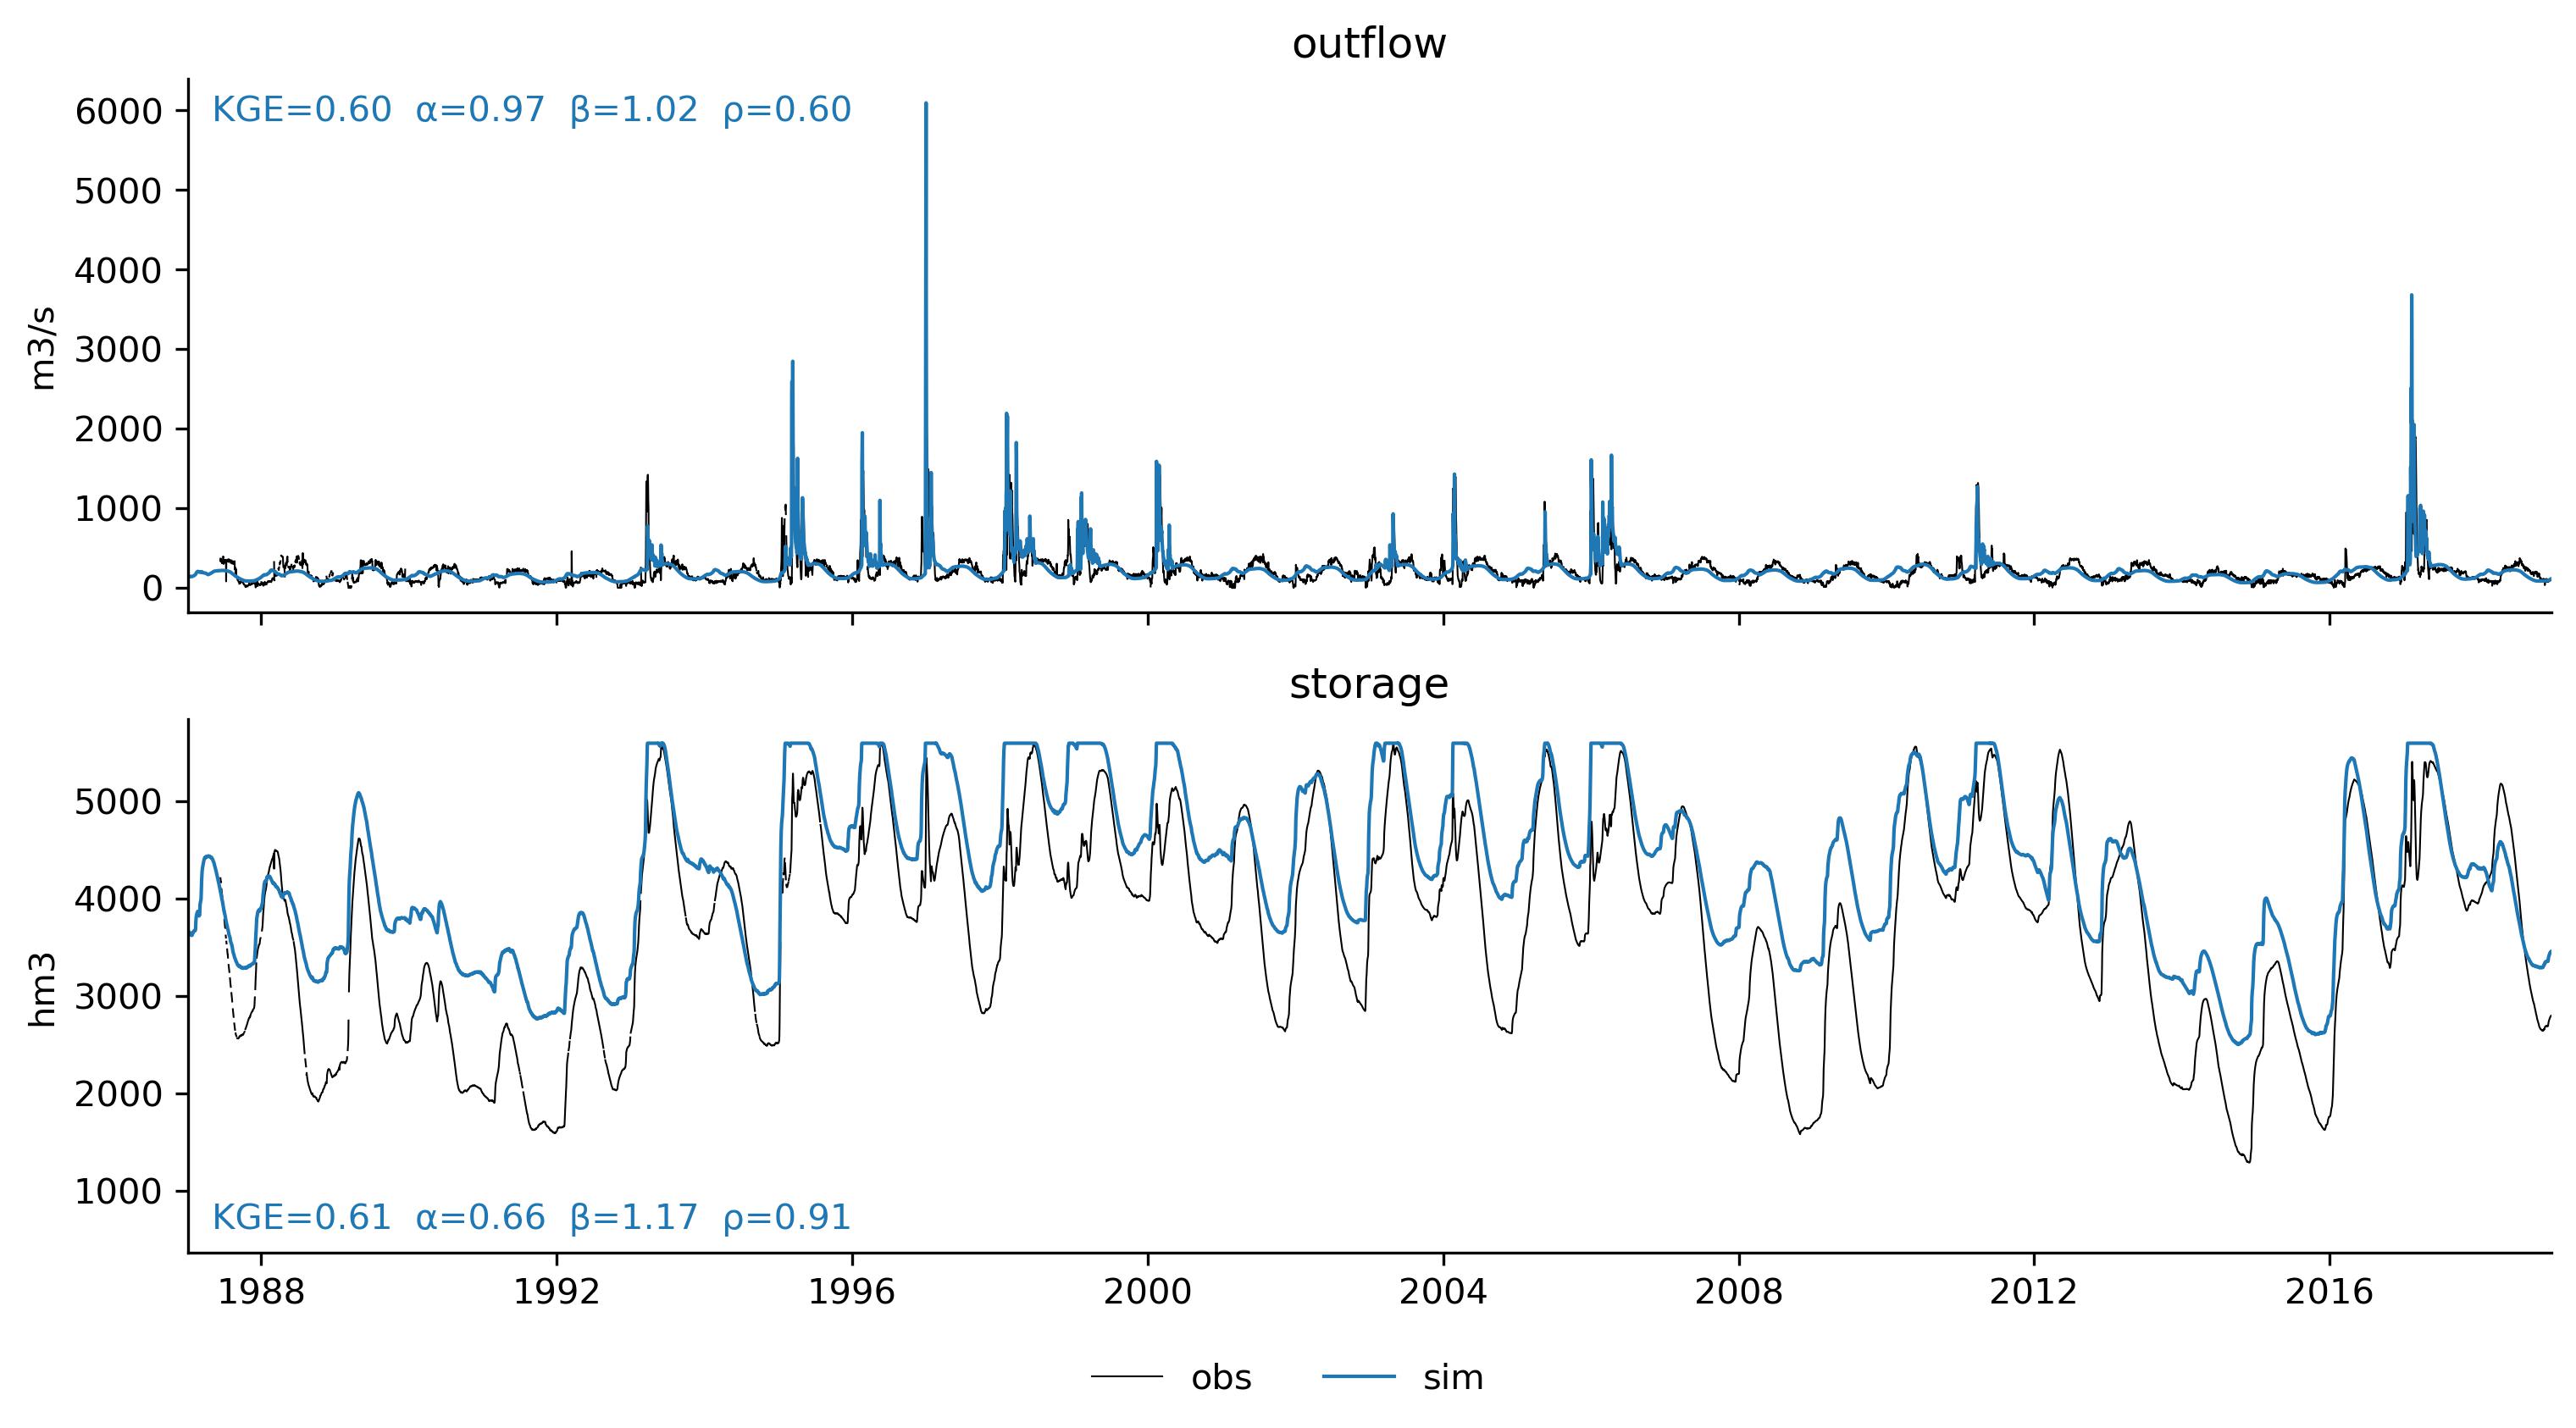 outflow
KGE=0.60 α=0.97 β=1.02 ρ=0.60
6000
5000
4000
3000
2000
1000
0
m3/s
storage
5000
4000
3000
2000
1000
hm3
KGE=0.61 α=0.66 β=1.17 ρ=0.91
1988 1992 1996 2000 2004 2008 2012 2016
obs sim